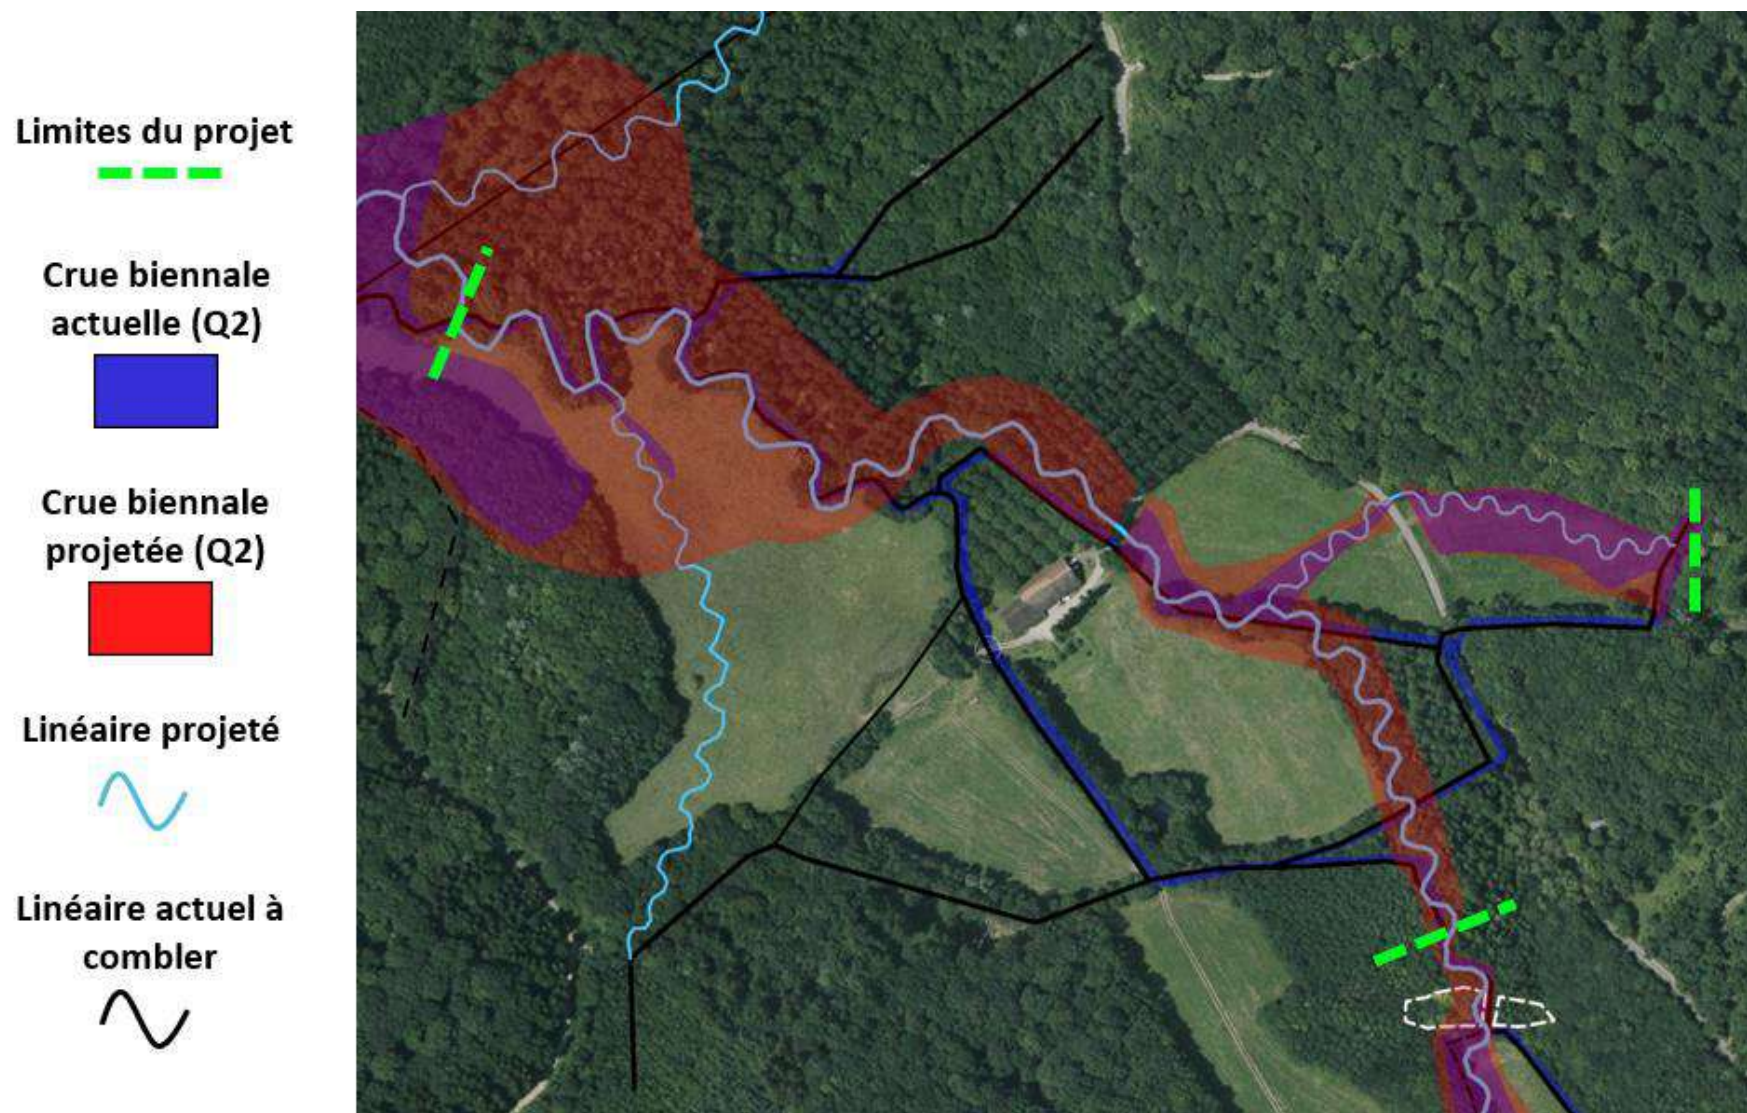 Limites du projet
Crue biennale
actuelle (Q2)
Crue biennale
projetée (Q2)
Linéaire projeté
Linéaire actuel à
combler